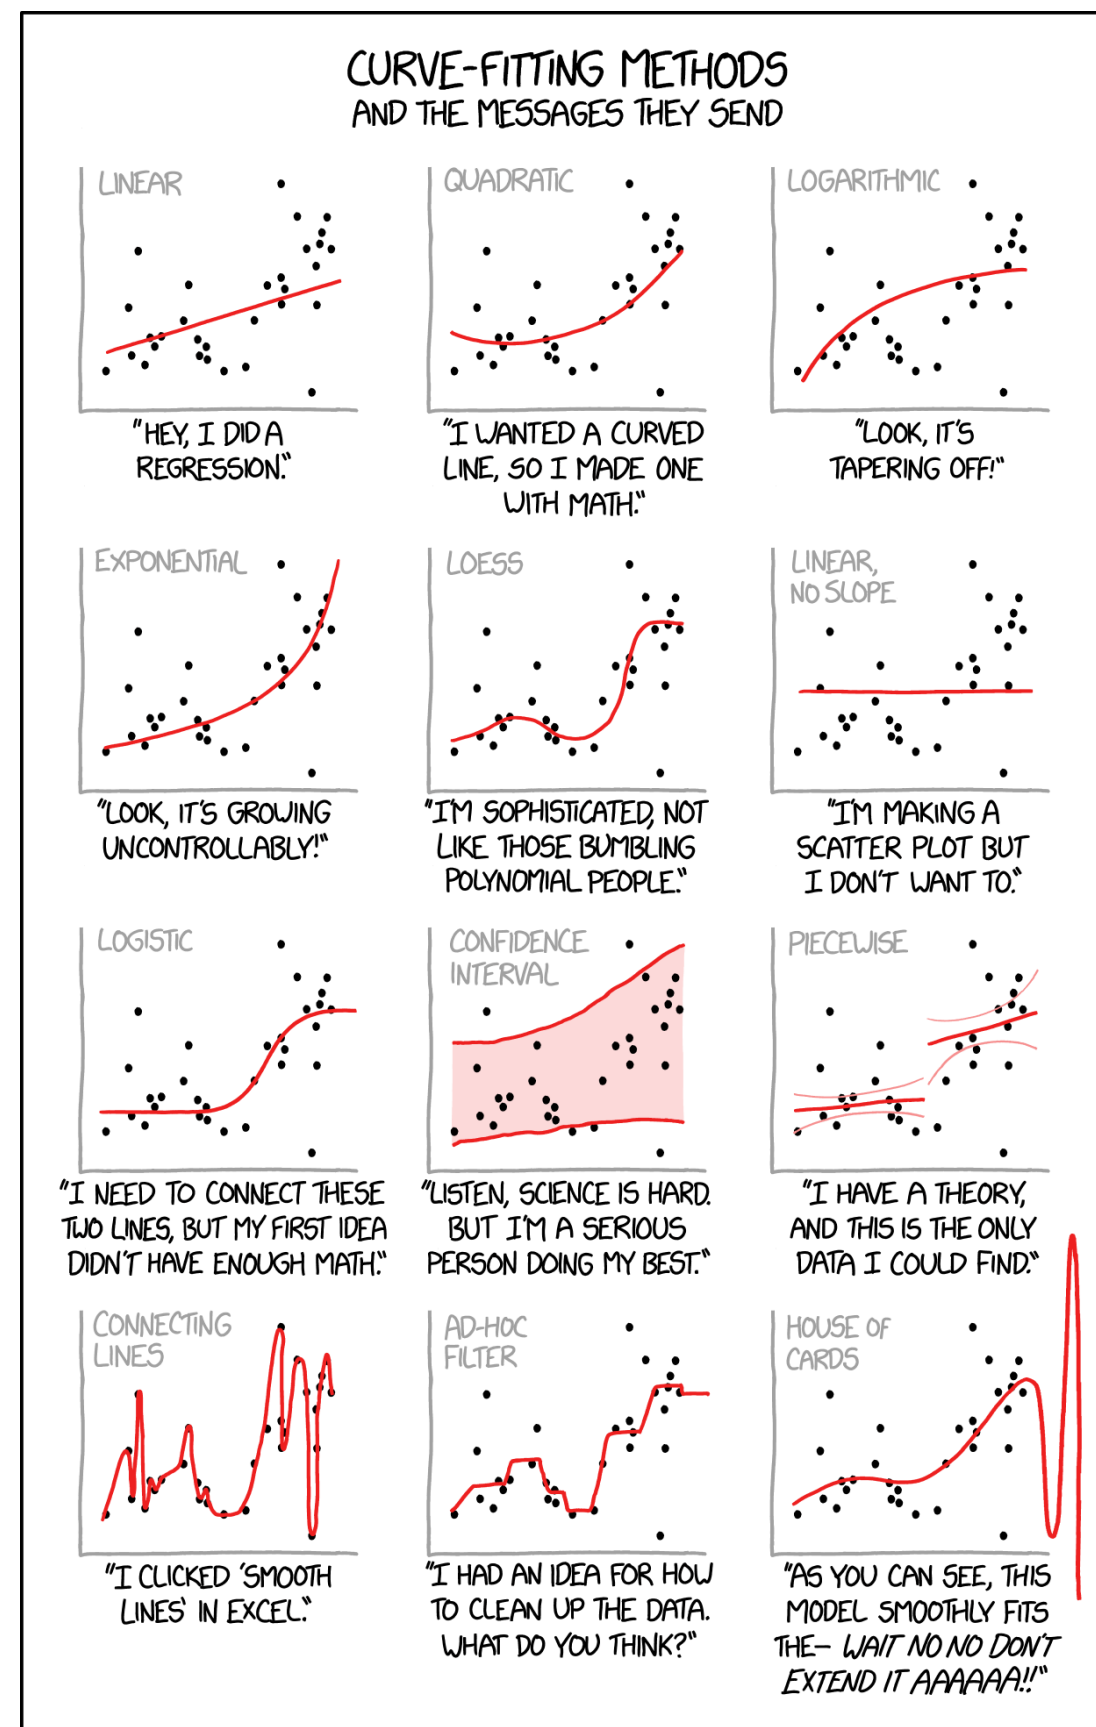 CURVE-FITTING METHODS
AND THE MESSAGES THEY SEND
LINEAR
"HEY, I DID A
REGRESSION."
QUADRATIC
"I WANTED A CURVED
LINE, SO I MADE ONE
WITH MATH."
LOGARITHMIC
"LOOK, IT'S
TAPERING OFF!"
EXPONENTIAL
"LOOK, IT'S GROWING
UNCONTROLLABLY!"
LOESS
"I'M SOPHISTICATED, NOT
LIKE THOSE BUMBLING
POLYNOMIAL PEOPLE."
LINEAR,
NO SLOPE
"I'M MAKING A
SCATTER PLOT BUT
I DON'T WANT TO."
LOGISTIC
"I NEED TO CONNECT THESE
TWO LINES, BUT MY FIRST IDEA
DIDN'T HAVE ENOUGH MATH."
CONFIDENCE
INTERVAL
"LISTEN, SCIENCE IS HARD.
BUT I'M A SERIOUS
PERSON DOING MY BEST."
PIECEWISE
"I HAVE A THEORY,
AND THIS IS THE ONLY
DATA I COULD FIND."
CONNECTING
LINES
"I CLICKED 'SMOOTH
LINES' IN EXCEL."
AD-HOC
FILTER
"I HAD AN IDEA FOR HOW
TO CLEAN UP THE DATA.
WHAT DO YOU THINK?"
HOUSE OF
CARDS
"AS YOU CAN SEE, THIS
MODEL SMOOTHLY FITS
THE– WAIT NO NO DON'T
EXTEND IT AAAAAA!!"